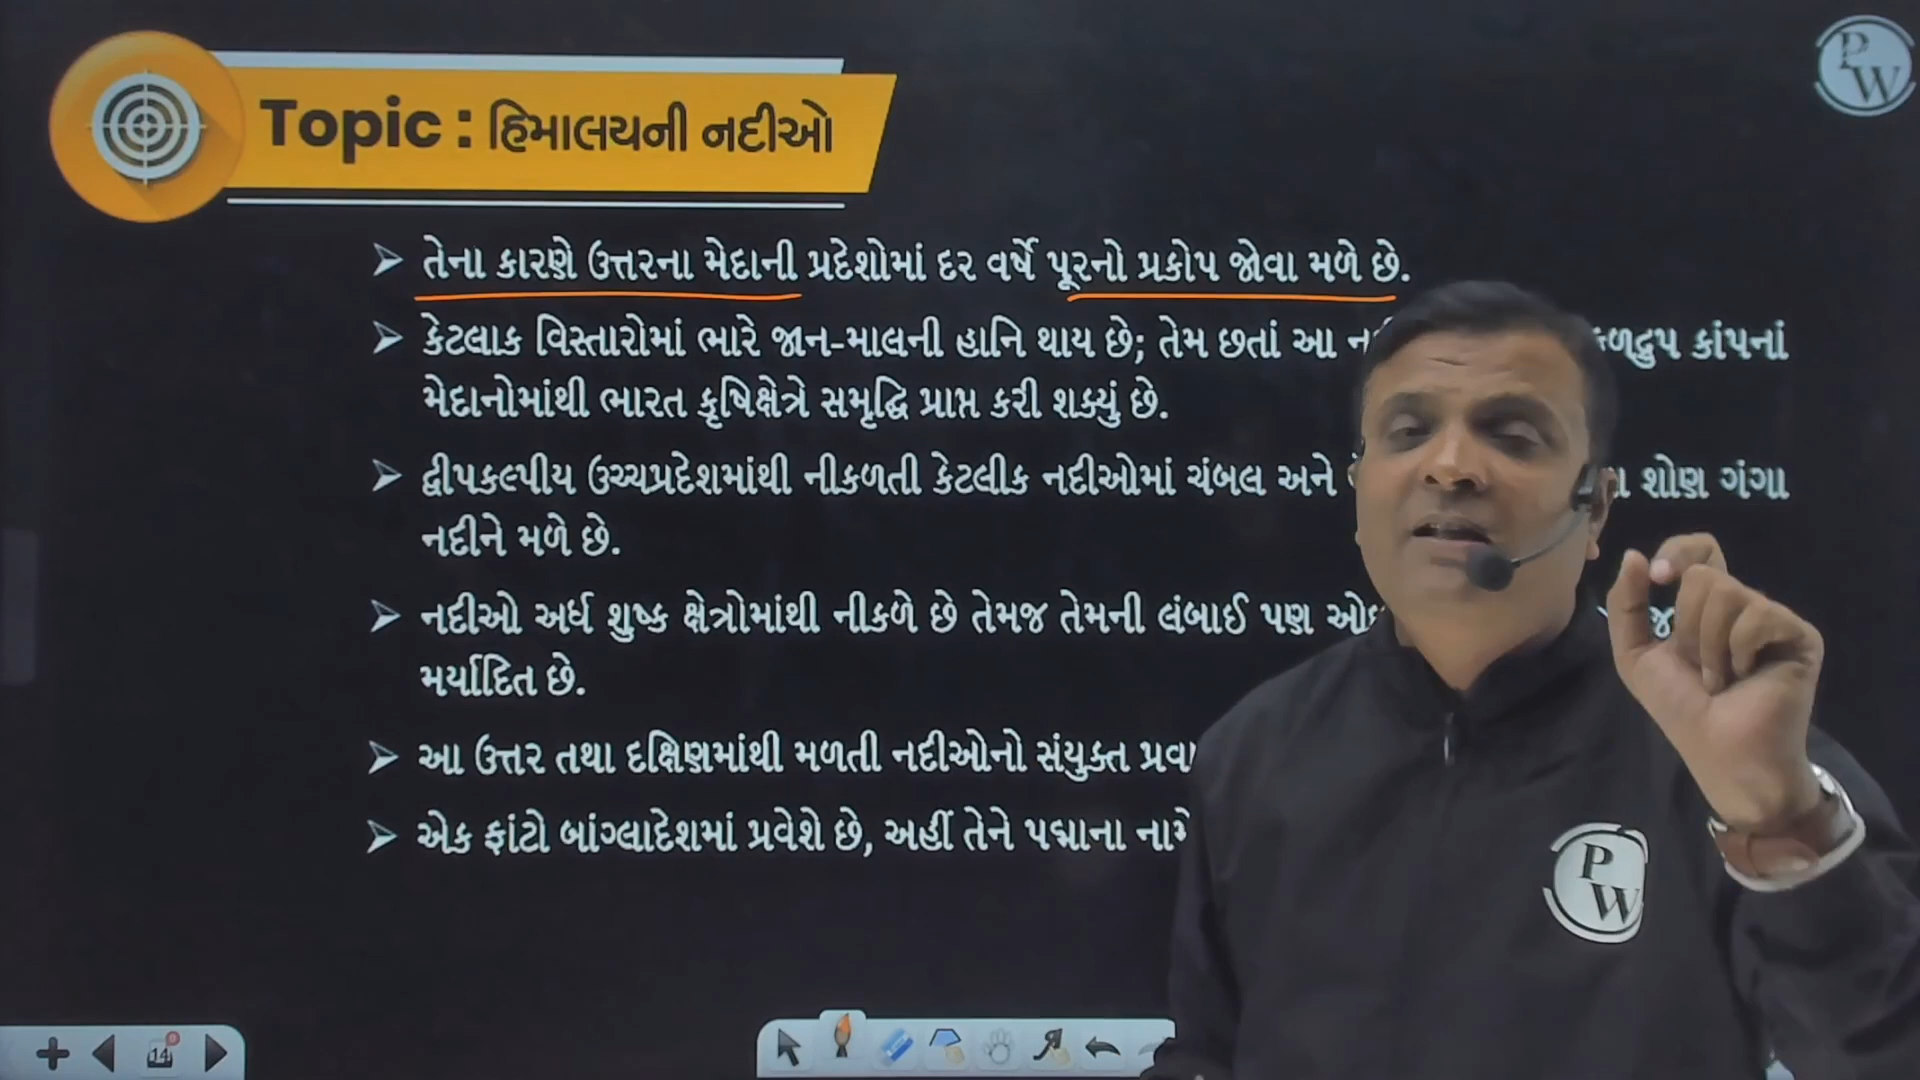 P
W
Topic : હિમાલયની નદીઓ
તેના કારણે ઉત્તરના મેદાની પ્રદેશોમાં દર વર્ષે પૂરનો પ્રકોપ જોવા મળે છે.
કેટલાક વિસ્તારોમાં ભારે જાન-માલની હાનિ થાય છે; તેમ છતાં આ કાંપનાં
મેદાનોમાંથી ભારત કૃષિક્ષેત્રે સમૃદ્ધિ પ્રાપ્ત કરી શક્યું છે.
દ્વીપકલ્પીય ઉચ્ચપ્રદેશમાંથી નીકળતી કેટલીક નદીઓમાં ચંબલ અને શોણ ગંગા
નદીને મળે છે.
નદીઓ અર્ધ શુષ્ક ક્ષેત્રોમાંથી નીકળે છે તેમજ તેમની લંબાઈ પણ
મર્યાદિત છે.
આ ઉત્તર તથા દક્ષિણમાંથી મળતી નદીઓનો સંયુક્ત
એક ફાંટો બાંગ્લાદેશમાં પ્રવેશે છે, અહીં તેને પદ્માના
P
W
14